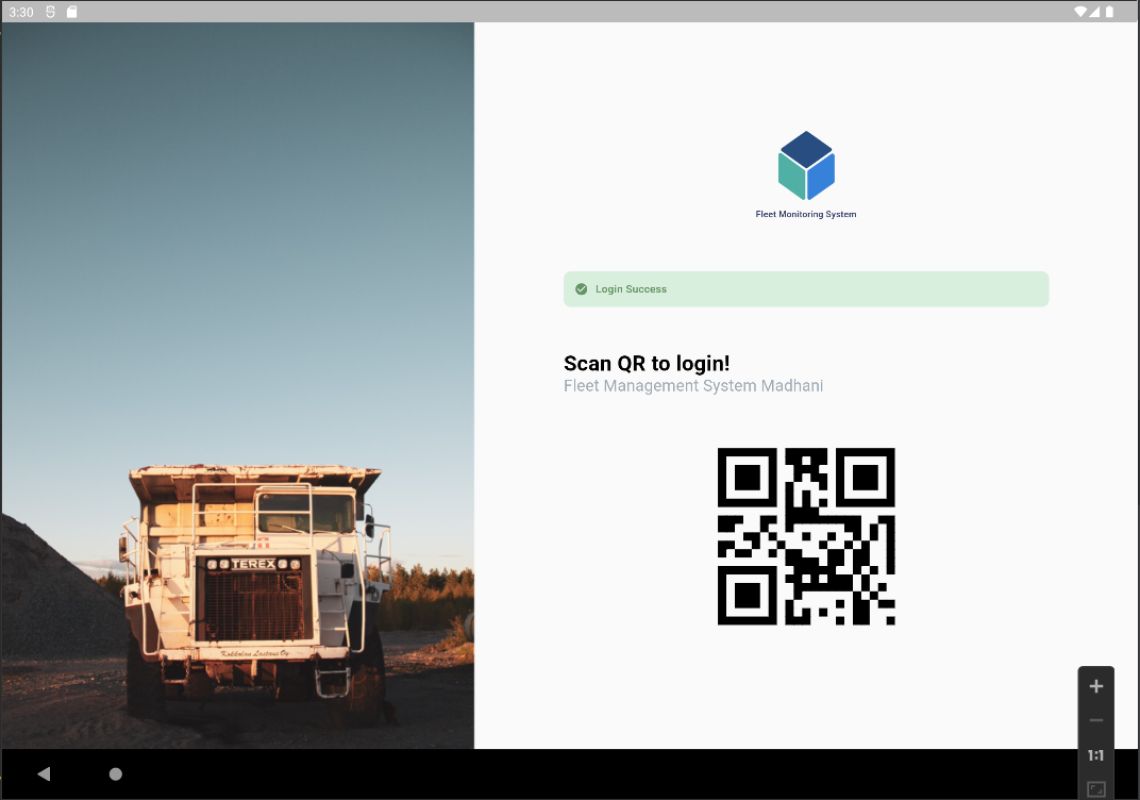 3:30
Fleet Monitoring System
Login Success
Scan QR to login!
Fleet Management System Madhani
TEREX
Kokkolan Lastaus Oy
1:1